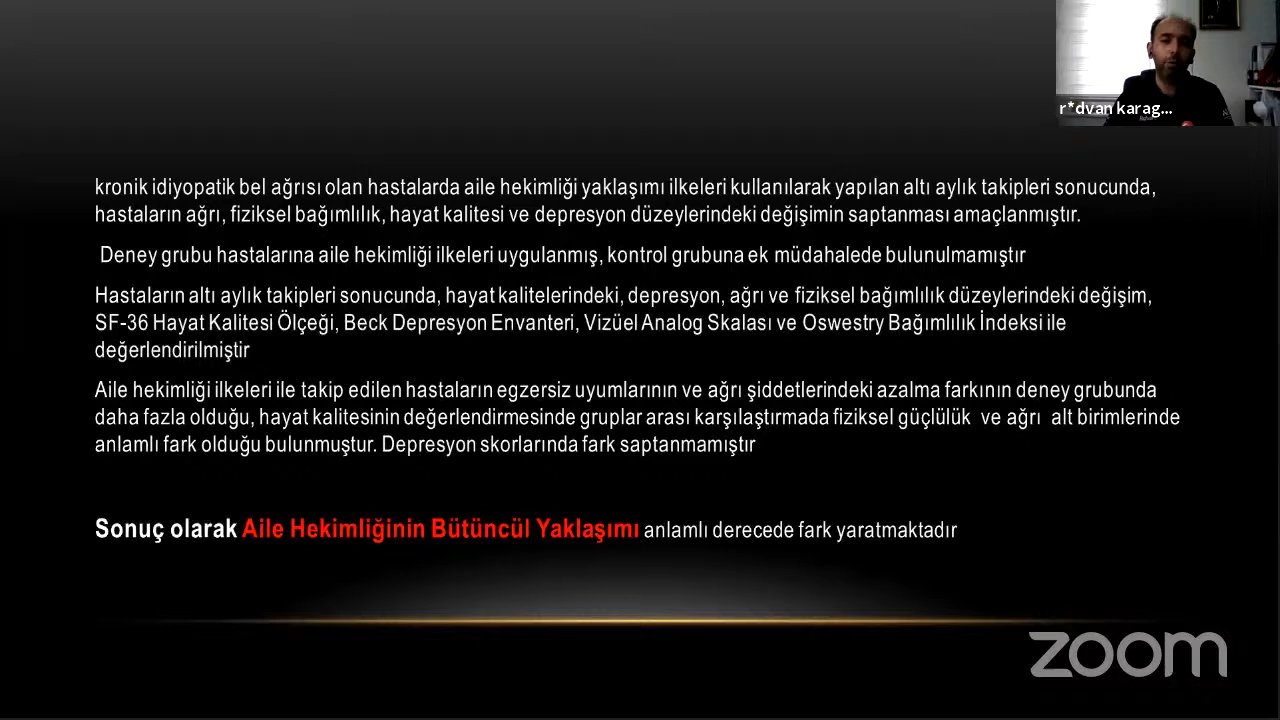 r*dvan karag...
kronik idiyopatik bel ağrısı olan hastalarda aile hekimliği yaklaşımı ilkeleri kullanılarak yapılan altı aylık takipleri sonucunda,
hastaların ağrı, fiziksel bağımlılık, hayat kalitesi ve depresyon düzeylerindeki değişimin saptanması amaçlanmıştır.
Deney grubu hastalarına aile hekimliği ilkeleri uygulanmış, kontrol grubuna ek müdahalede bulunulmamıştır
Hastaların altı aylık takipleri sonucunda, hayat kalitelerindeki, depresyon, ağrı ve fiziksel bağımlılık düzeylerindeki değişim,
SF-36 Hayat Kalitesi Ölçeği, Beck Depresyon Envanteri, Vizüel Analog Skalası ve Oswestry Bağımlılık İndeksi ile
değerlendirilmiştir
Aile hekimliği ilkeleri ile takip edilen hastaların egzersiz uyumlarının ve ağrı şiddetlerindeki azalma farkının deney grubunda
daha fazla olduğu, hayat kalitesinin değerlendirmesinde gruplar arası karşılaştırmada fiziksel güçlülük ve ağrı alt birimlerinde
anlamlı fark olduğu bulunmuştur. Depresyon skorlarında fark saptanmamıştır
Sonuç olarak Aile Hekimliğinin Bütüncül Yaklaşımı anlamlı derecede fark yaratmaktadır
zoom